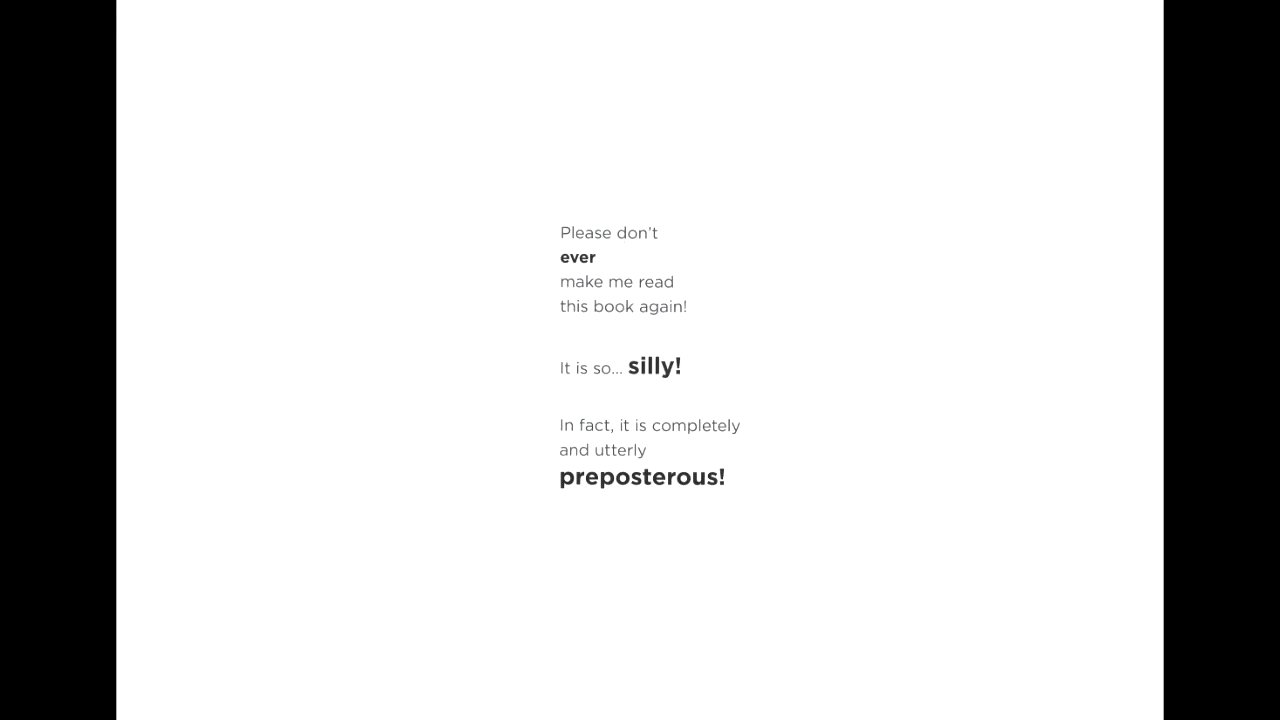 Please don’t
ever
make me read
this book again!
It is so... silly!
In fact, it is completely
and utterly
preposterous!